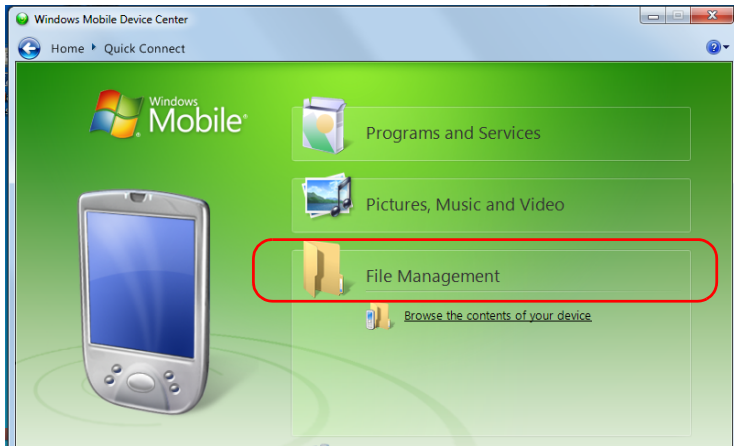 Windows Mobile Device Center
Home Quick Connect
Windows
Mobile
Programs and Services
Pictures, Music and Video
File Management
Browse the contents of your device